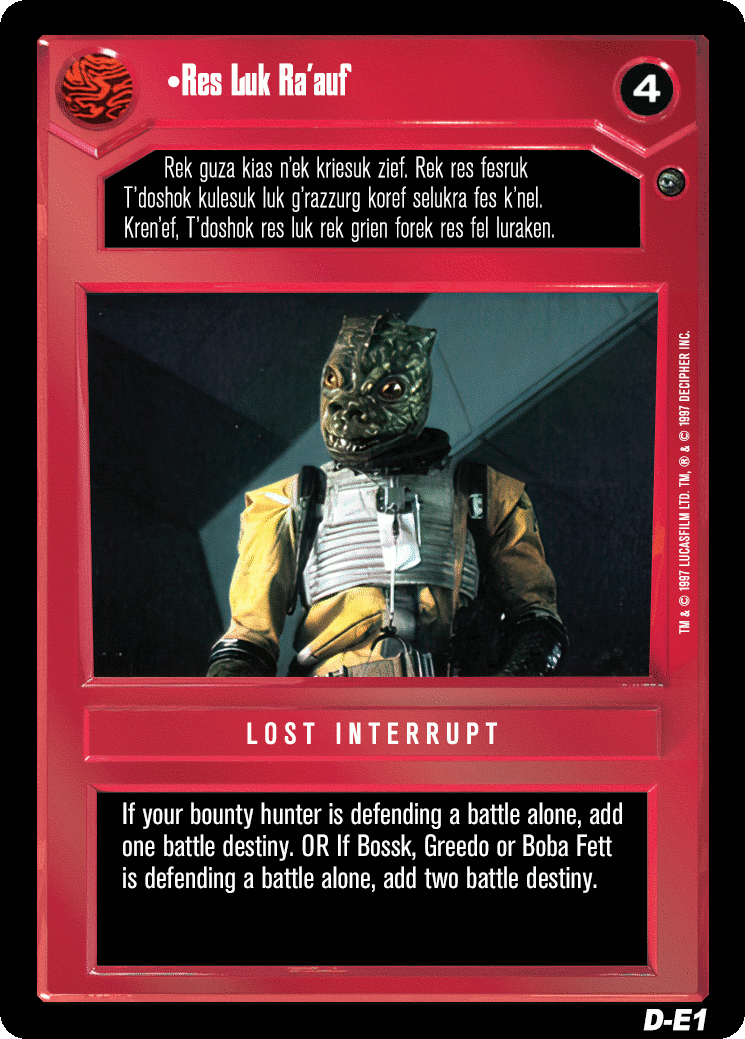 •Res Luk Ra'auf
4
Rek guza kias n'ek kriesuk zief. Rek res fesruk
T'doshok kulesuk luk g'razzurg koref selukra fes k'nel.
Kren'ef, T'doshok res luk rek grien forek res fel luraken.
TM & © 1997 LUCASFILM LTD. TM, ® & © 1997 DECIPHER INC.
LOST INTERRUPT
If your bounty hunter is defending a battle alone, add
one battle destiny. OR If Bossk, Greedo or Boba Fett
is defending a battle alone, add two battle destiny.
D-E1